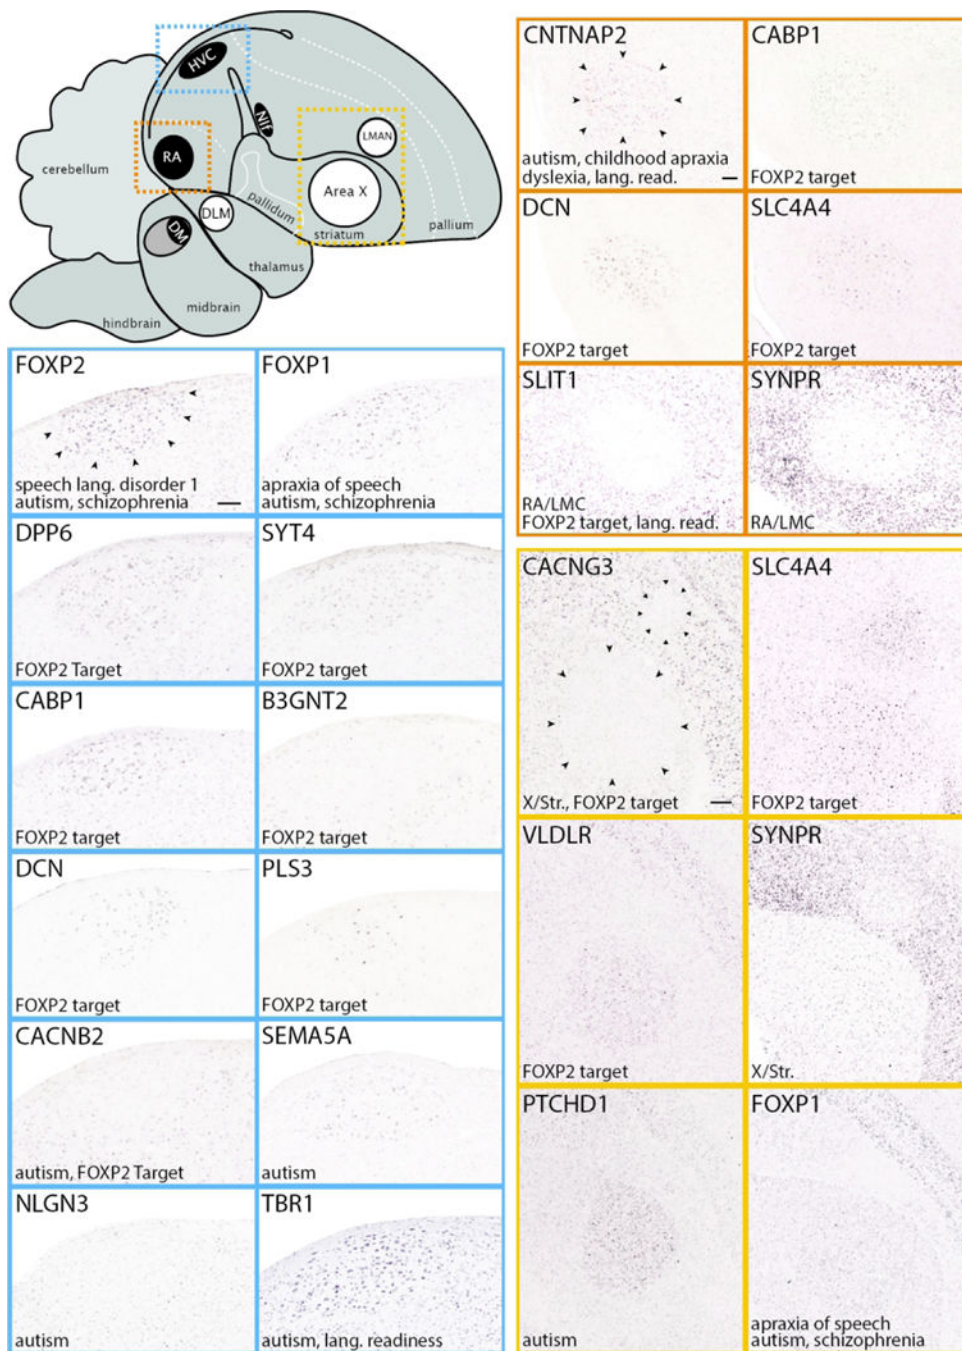 HVC
NIf
LMAN
RA
cerebellum
Area X
DLM
pallidum
DM
striatum
pallium
thalamus
midbrain
hindbrain
FOXP2
speech lang. disorder 1
autism, schizophrenia
FOXP1
apraxia of speech
autism, schizophrenia
DPP6
FOXP2 Target
SYT4
FOXP2 target
CABP1
FOXP2 target
B3GNT2
FOXP2 target
DCN
FOXP2 target
PLS3
FOXP2 target
CACNB2
autism, FOXP2 Target
SEMA5A
autism
NLGN3
autism
TBR1
autism, lang. readiness
CNTNAP2
autism, childhood apraxia
dyslexia, lang. read.
CABP1
FOXP2 target
DCN
FOXP2 target
SLC4A4
FOXP2 target
SLIT1
RA/LMC
FOXP2 target, lang. read.
SYNPR
RA/LMC
CACNG3
X/Str., FOXP2 target
SLC4A4
FOXP2 target
VLDLR
FOXP2 target
SYNPR
X/Str.
PTCHD1
autism
FOXP1
apraxia of speech
autism, schizophrenia